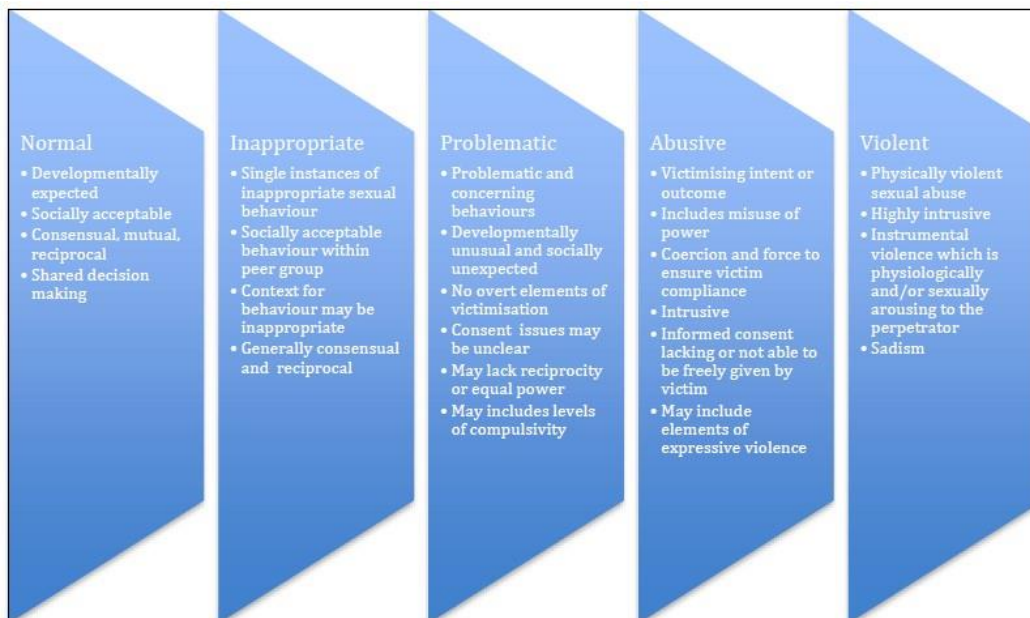 Normal
• Developmentally
expected
• Socially acceptable
• Consensual, mutual,
reciprocal
• Shared decision
making
Inappropriate
• Single instances of
inappropriate sexual
behaviour
• Socially acceptable
behaviour within
peer group
• Context for
behaviour may be
inappropriate
• Generally consensual
and reciprocal
Problematic
• Problematic and
concerning
behaviours
• Developmentally
unusual and socially
unexpected
• No overt elements of
victimisation
• Consent issues may
be unclear
• May lack reciprocity
or equal power
• May includes levels
of compulsivity
Abusive
• Victimising intent or
outcome
• Includes misuse of
power
• Coercion and force to
ensure victim
compliance
• Intrusive
• Informed consent
lacking or not able to
be freely given by
victim
• May include
elements of
expressive violence
Violent
• Physically violent
sexual abuse
• Highly intrusive
• Instrumental
violence which is
physiologically
and/or sexually
arousing to the
perpetrator
• Sadism